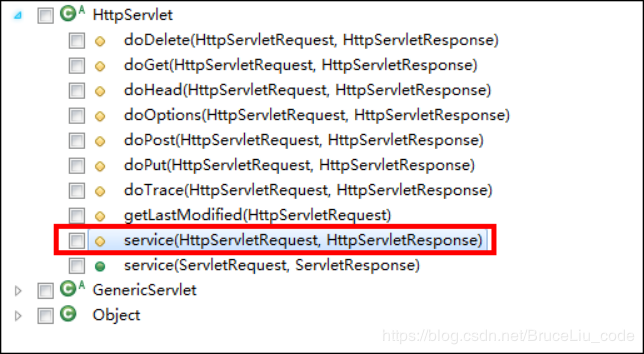 HttpServlet
doDelete(HttpServletRequest, HttpServletResponse)
doGet(HttpServletRequest, HttpServletResponse)
doHead(HttpServletRequest, HttpServletResponse)
doOptions(HttpServletRequest, HttpServletResponse)
doPost(HttpServletRequest, HttpServletResponse)
doPut(HttpServletRequest, HttpServletResponse)
doTrace(HttpServletRequest, HttpServletResponse)
getLastModified(HttpServletRequest)
service(HttpServletRequest, HttpServletResponse)
service(ServletRequest, ServletResponse)
GenericServlet
Object
https://blog.csdn.net/BruceLiu_code